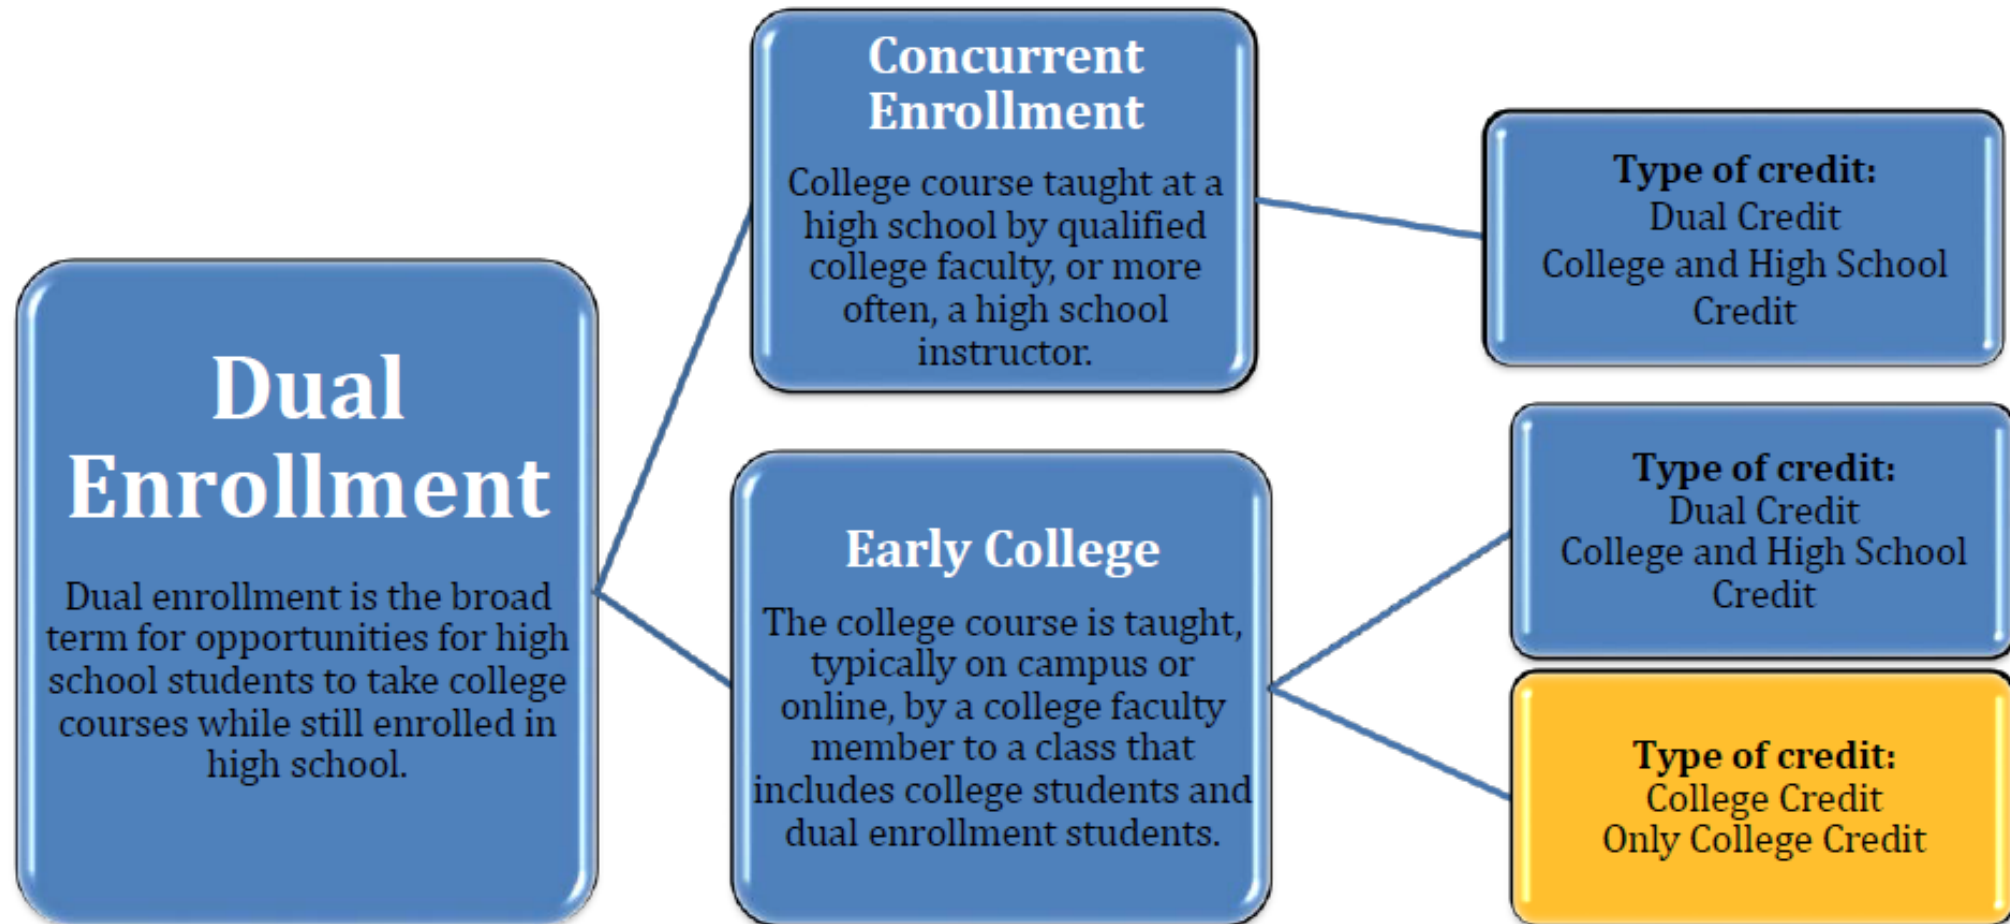 Dual
Enrollment
Dual enrollment is the broad
term for opportunities for high
school students to take college
courses while still enrolled in
high school.
Concurrent
Enrollment
College course taught at a
high school by qualified
college faculty, or more
often, a high school
instructor.
Type of credit:
Dual Credit
College and High School
Credit
Early College
The college course is taught,
typically on campus or
online, by a college faculty
member to a class that
includes college students and
dual enrollment students.
Type of credit:
Dual Credit
College and High School
Credit
Type of credit:
College Credit
Only College Credit